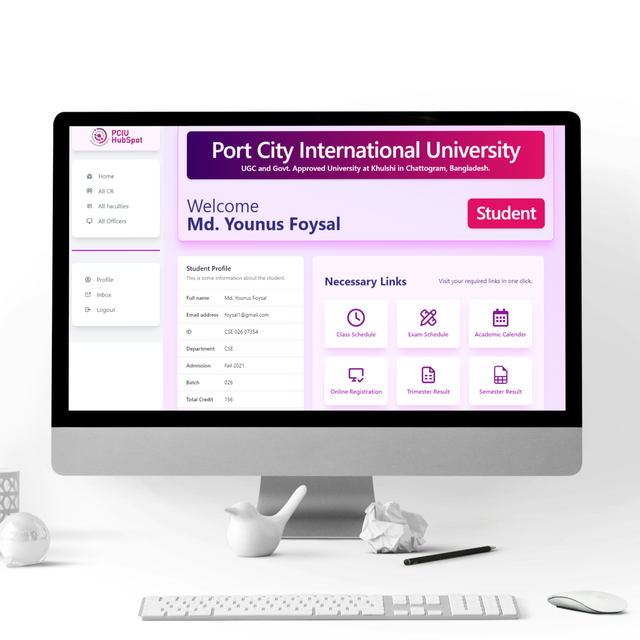 PCIU
HubSpot
Home
All CR
All Faculties
All Officers
Profile
Inbox
Logout
Port City International University
UGC and Govt. Approved University at Khulshi in Chattogram, Bangladesh.
Welcome
Md. Younus Foysal
Student
Student Profile
This is some information about the student.
Full name Md. Younus Foysal
Email address foysal1@gmail.com
ID CSE 026 07354
Department CSE
Admission Fall 2021
Batch 026
Total Credit 156
Necessary Links
Visit your required links in one click.
Class Schedule
Exam Schedule
Academic Calender
Online Registration
Trimester Result
Semester Result